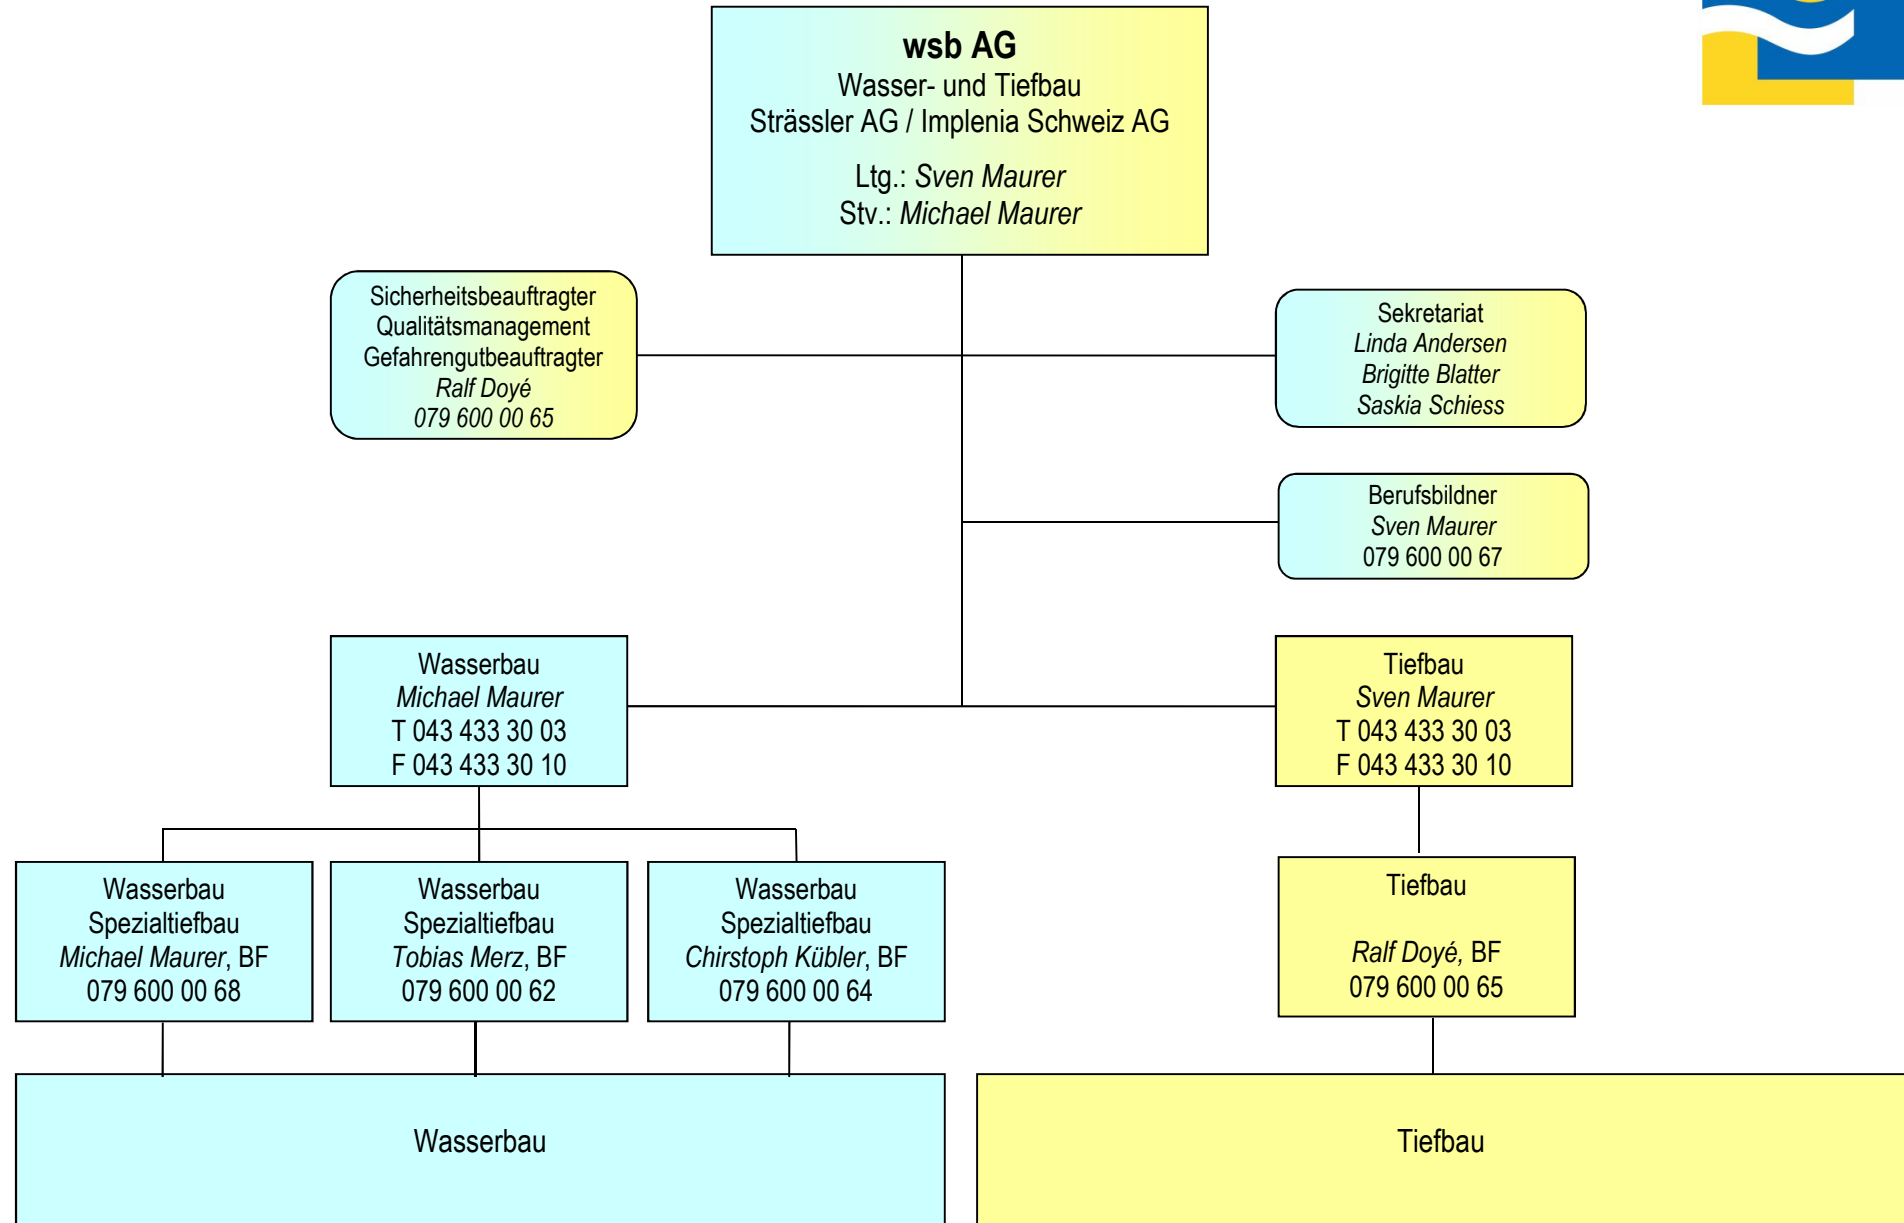 wsb AG
Wasser- und Tiefbau
Strässler AG / Implenia Schweiz AG
Ltg.: Sven Maurer
Stv.: Michael Maurer
Sicherheitsbeauftragter
Qualitätsmanagement
Gefahrengutbeauftragter
Ralf Doyé
079 600 00 65
Sekretariat
Linda Andersen
Brigitte Blatter
Saskia Schiess
Berufsbildner
Sven Maurer
079 600 00 67
Wasserbau
Michael Maurer
T 043 433 30 03
F 043 433 30 10
Tiefbau
Sven Maurer
T 043 433 30 03
F 043 433 30 10
Wasserbau
Spezialtiefbau
Michael Maurer, BF
079 600 00 68
Wasserbau
Spezialtiefbau
Tobias Merz, BF
079 600 00 62
Wasserbau
Spezialtiefbau
Chirstoph Kübler, BF
079 600 00 64
Tiefbau
Ralf Doyé, BF
079 600 00 65
Wasserbau
Tiefbau